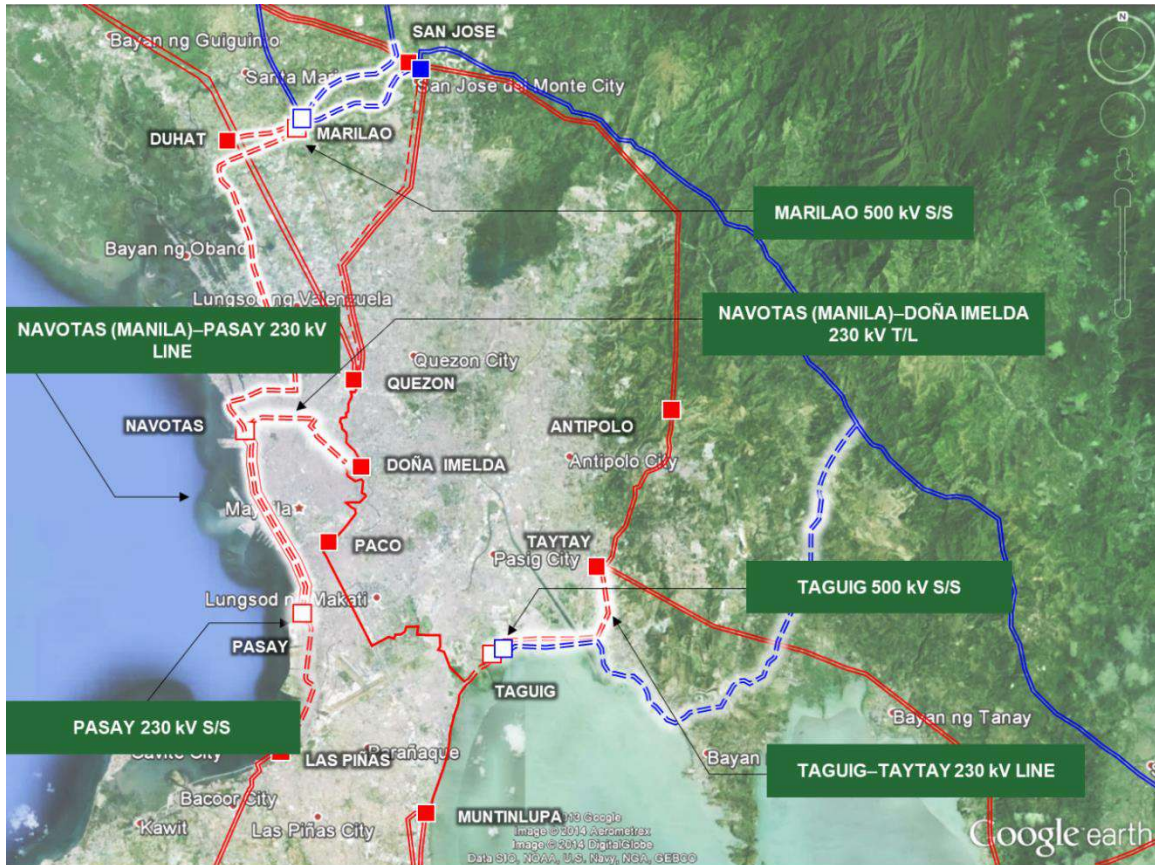 SAN JOSE
Bayan ng Guiguinto
Santa Mari
San Jose del Monte City
DUHAT
MARILAO
MARILAO 500 kV S/S
Bayan ng Obando
Lungsod ng Valenzuela
NAVOTAS (MANILA)–PASAY 230 kV
LINE
NAVOTAS (MANILA)–DOÑA IMELDA
230 kV T/L
Quezon City
QUEZON
NAVOTAS
ANTIPOLO
DOÑA IMELDA
Antipolo City
Maynila
PACO
TAYTAY
Pasig City
TAGUIG 500 kV S/S
Lungsod ng Makati
PASAY
TAGUIG
PASAY 230 kV S/S
Bayan ng Tanay
Cavite City
LAS PIÑAS
Parañaque
Bayan
TAGUIG–TAYTAY 230 kV LINE
Bacoor City
Kawit
Las Piñas City
MUNTINLUPA
2013 Google
Image © 2014 Aerometrex
Image © 2014 DigitalGlobe
Data SIO, NOAA, U.S. Navy, NGA, GEBCO
Google earth
N